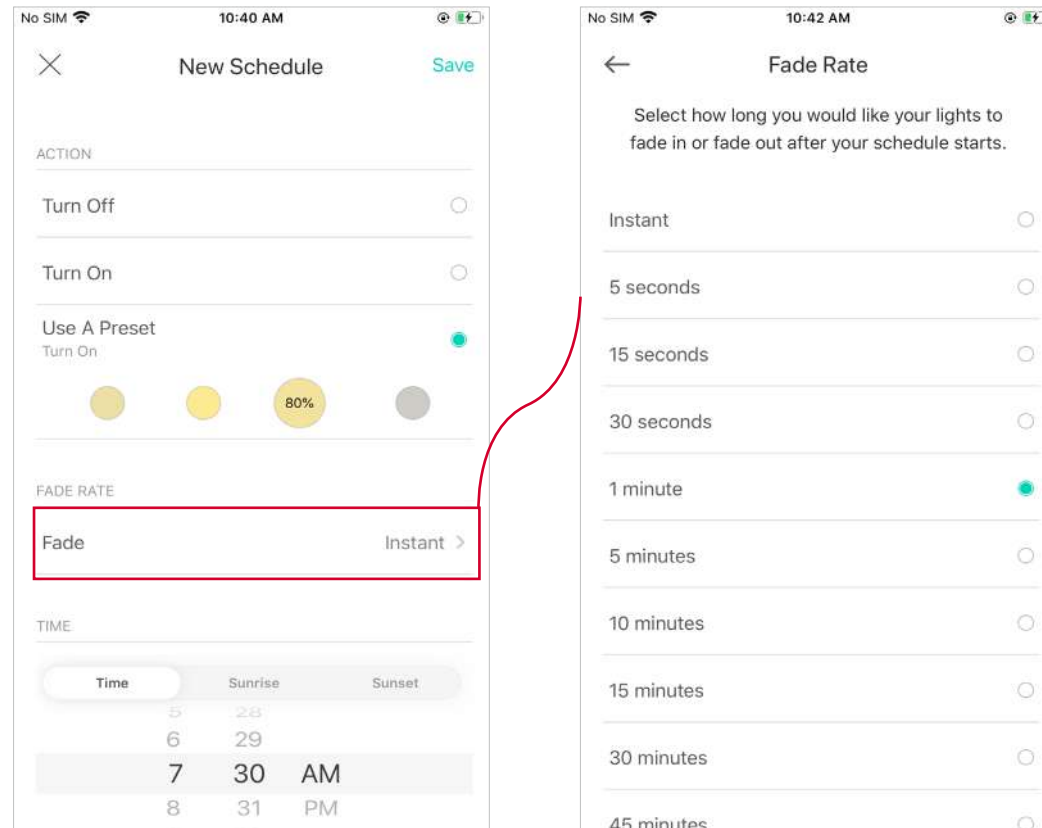 No SIM 10:40 AM
New Schedule Save
ACTION
Turn Off
Turn On
Use A Preset
Turn On
80%
FADE RATE
Fade Instant >
TIME
Time Sunrise Sunset
5 28
6 29
7 30 AM
8 31 PM
No SIM 10:42 AM
Fade Rate
Select how long you would like your lights to
fade in or fade out after your schedule starts.
Instant
5 seconds
15 seconds
30 seconds
1 minute
5 minutes
10 minutes
15 minutes
30 minutes
45 minutes